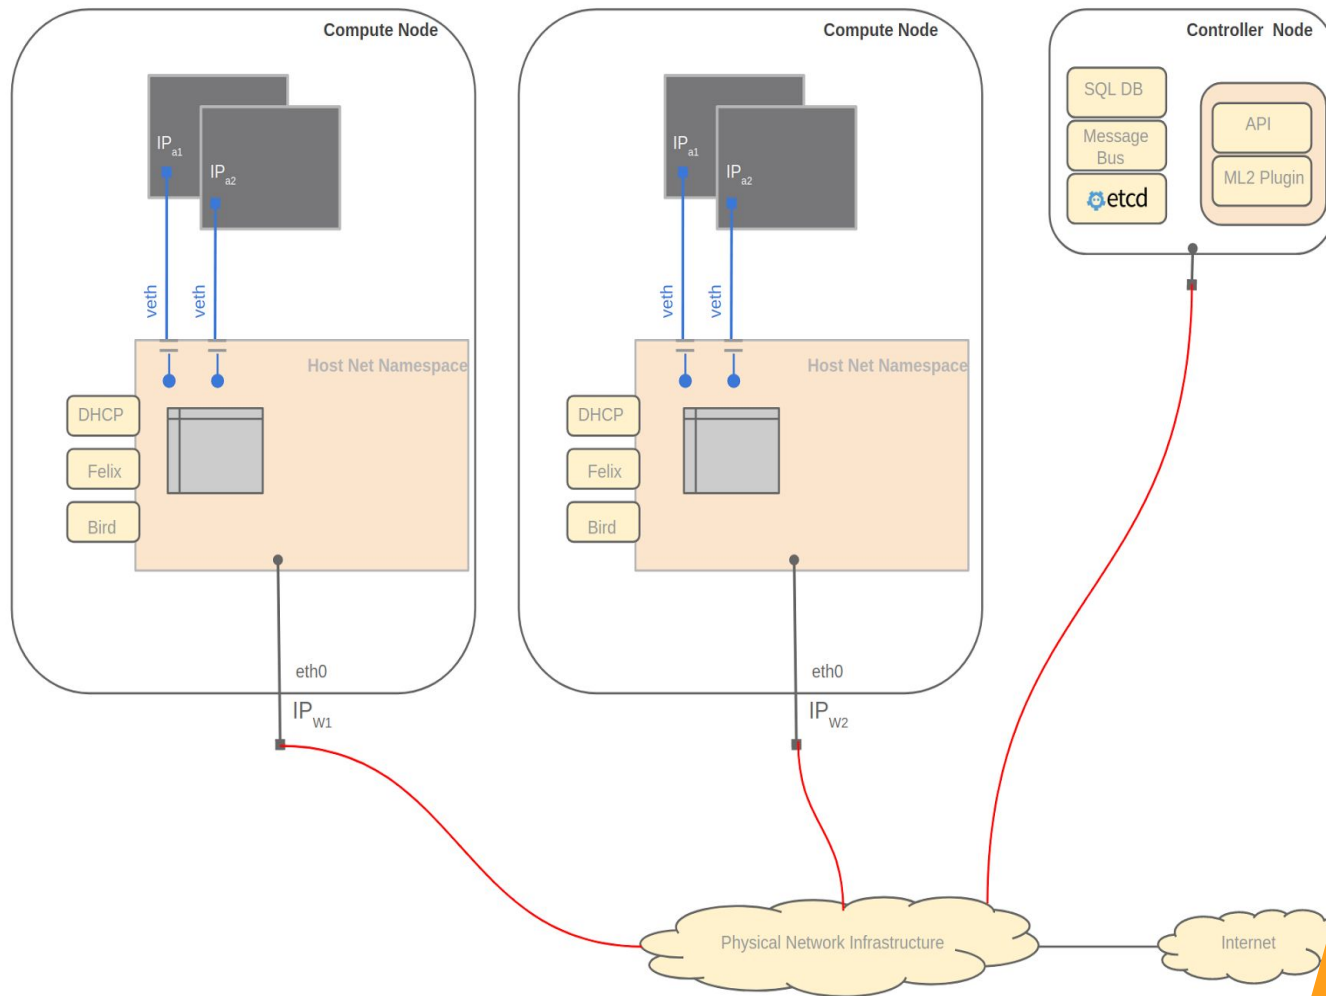 Compute Node
IPa1
IPa2
veth
veth
Host Net Namespace
DHCP
Felix
Bird
eth0
IPW1
Compute Node
IPa1
IPa2
veth
veth
Host Net Namespace
DHCP
Felix
Bird
eth0
IPW2
Controller Node
SQL DB
Message
Bus
etcd
API
ML2 Plugin
Physical Network Infrastructure
Internet